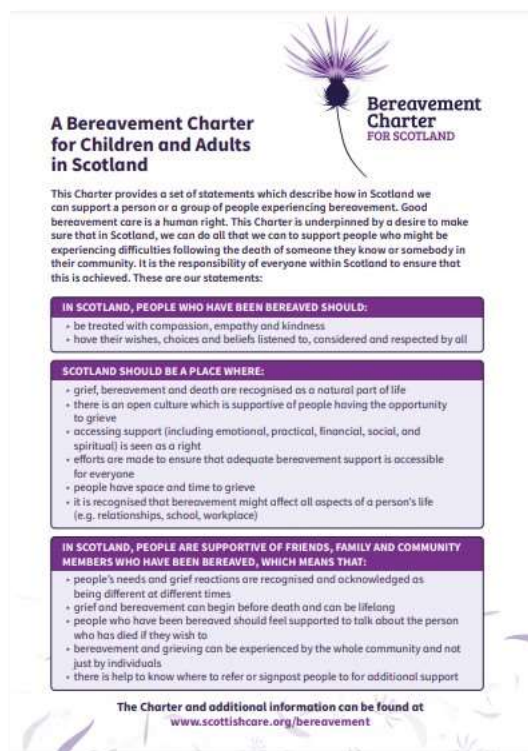 Bereavement
Charter
FOR SCOTLAND
A Bereavement Charter
for Children and Adults
in Scotland
This Charter provides a set of statements which describe how in Scotland we
can support a person or a group of people experiencing bereavement. Good
bereavement care is a human right. This Charter is underpinned by a desire to make
sure that in Scotland, we can do all that we can to support people who might be
experiencing difficulties following the death of someone they know or somebody in
their community. It is the responsibility of everyone within Scotland to ensure that
this is achieved. These are our statements:
IN SCOTLAND, PEOPLE WHO HAVE BEEN BEREAVED SHOULD:
• be treated with compassion, empathy and kindness
• have their wishes, choices and beliefs listened to, considered and respected by all
SCOTLAND SHOULD BE A PLACE WHERE:
• grief, bereavement and death are recognised as a natural part of life
• there is an open culture which is supportive of people having the opportunity
to grieve
• accessing support (including emotional, practical, financial, social, and
spiritual) is seen as a right
• efforts are made to ensure that adequate bereavement support is accessible
for everyone
• people have space and time to grieve
• it is recognised that bereavement might affect all aspects of a person's life
(e.g. relationships, school, workplace)
IN SCOTLAND, PEOPLE ARE SUPPORTIVE OF FRIENDS, FAMILY AND COMMUNITY
MEMBERS WHO HAVE BEEN BEREAVED, WHICH MEANS THAT:
• people's needs and grief reactions are recognised and acknowledged as
being different at different times
• grief and bereavement can begin before death and can be lifelong
• people who have been bereaved should feel supported to talk about the person
who has died if they wish to
• bereavement and grieving can be experienced by the whole community and not
just by individuals
• there is help to know where to refer or signpost people to for additional support
The Charter and additional information can be found at
www.scottishcare.org/bereavement